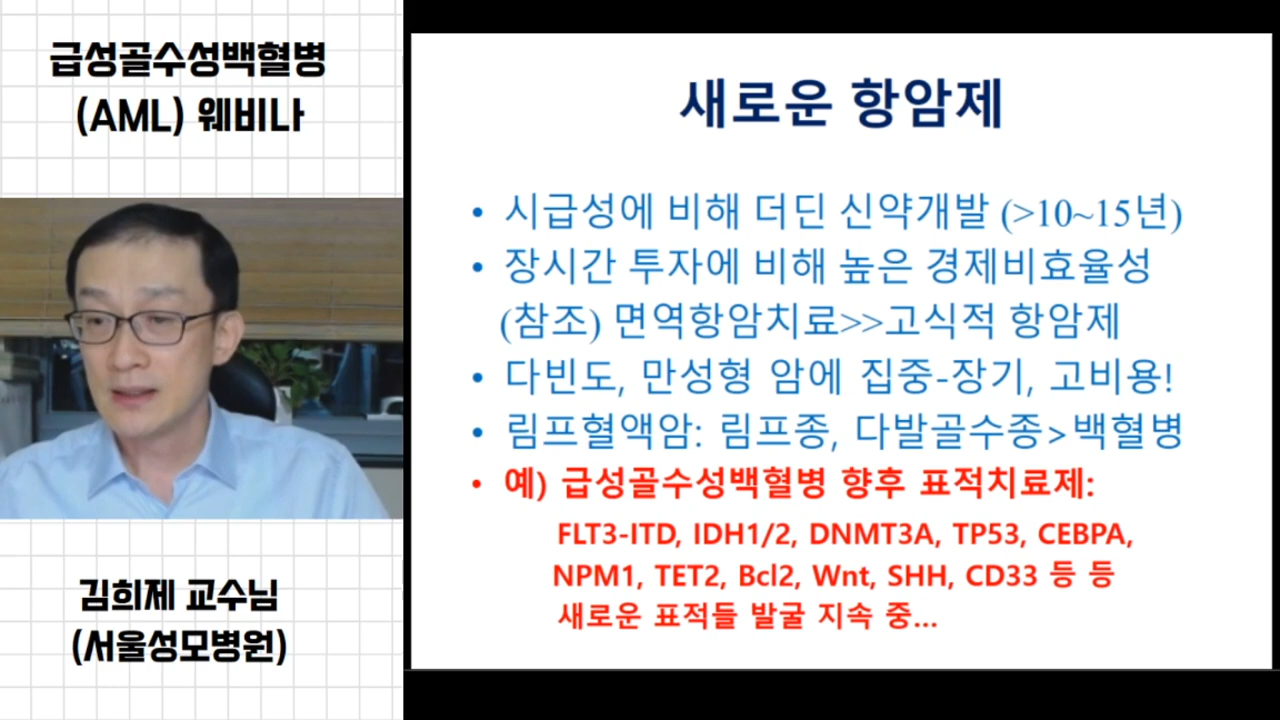 급성골수성백혈병
(AML) 웨비나
김희제 교수님
(서울성모병원)
새로운 항암제
• 시급성에 비해 더딘 신약개발 (>10~15년)
• 장시간 투자에 비해 높은 경제비효율성
(참조) 면역항암치료>>고식적 항암제
• 다빈도, 만성형 암에 집중-장기, 고비용!
• 림프혈액암: 림프종, 다발골수종>백혈병
• 예) 급성골수성백혈병 향후 표적치료제:
FLT3-ITD, IDH1/2, DNMT3A, TP53, CEBPA,
NPM1, TET2, Bcl2, Wnt, SHH, CD33 등 등
새로운 표적들 발굴 지속 중...